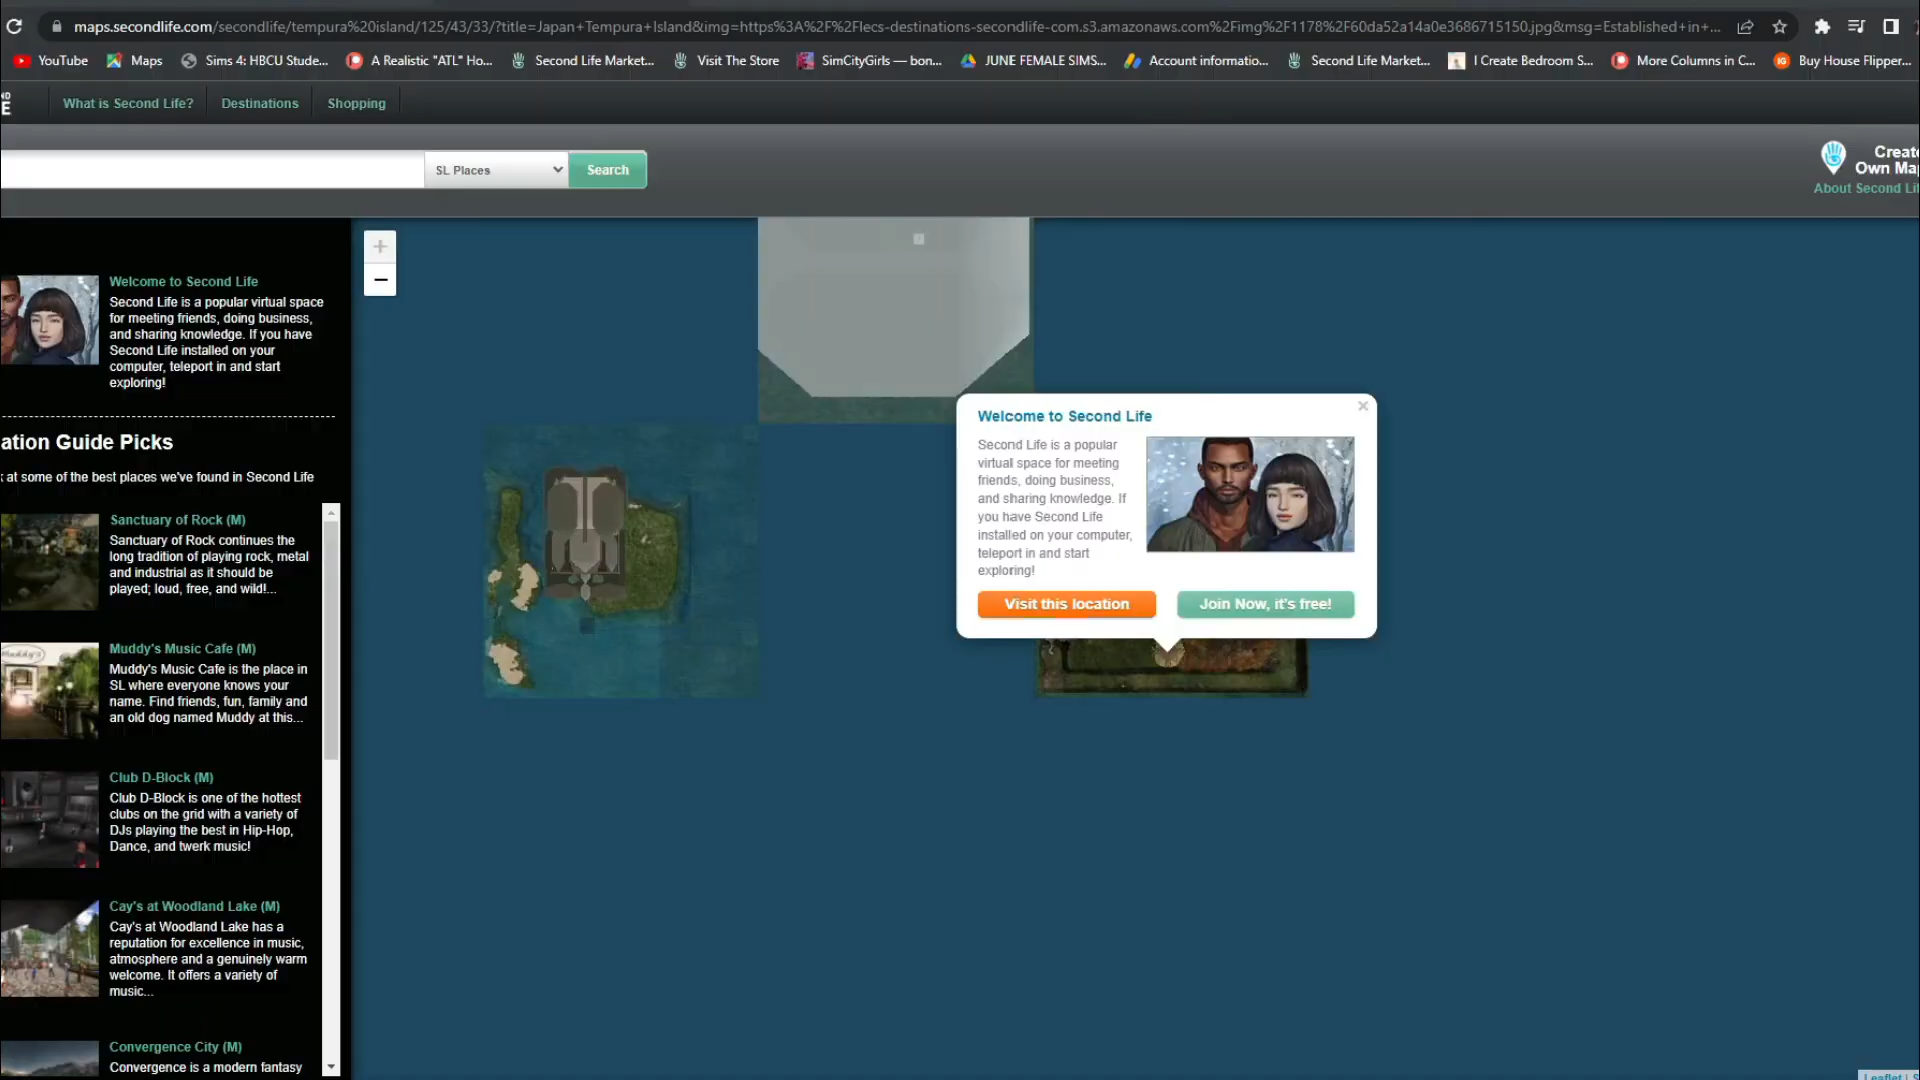 maps.secondlife.com/secondlife/tempura%20island/125/43/33/?title=Japan+Tempura+Island&img=https%3A%2F%2Flecs-destinations-secondlife-com.s3.amazonaws.com%2Fimg%2F1178%2F60da52a14a0e3686715150.jpg&msg=Established+in+...
YouTube Maps Sims 4: HBCU Stude... A Realistic "ATL" Ho... Second Life Market... Visit The Store SimCityGirls — bon... JUNE FEMALE SIMS... Account informatio... Second Life Market... I Create Bedroom S... More Columns in C... Buy House Flipper...
What is Second Life? Destinations Shopping
SL Places Search
Create
Own Ma
About Second Lif
+
−
Welcome to Second Life
Second Life is a popular virtual space
for meeting friends, doing business,
and sharing knowledge. If you have
Second Life installed on your
computer, teleport in and start
exploring!
ation Guide Picks
k at some of the best places we've found in Second Life
Sanctuary of Rock (M)
Sanctuary of Rock continues the
long tradition of playing rock, metal
and industrial as it should be
played; loud, free, and wild!...
Muddy's Music Cafe (M)
Muddy's Music Cafe is the place in
SL where everyone knows your
name. Find friends, fun, family and
an old dog named Muddy at this...
Club D-Block (M)
Club D-Block is one of the hottest
clubs on the grid with a variety of
DJs playing the best in Hip-Hop,
Dance, and twerk music!
Cay's at Woodland Lake (M)
Cay's at Woodland Lake has a
reputation for excellence in music,
atmosphere and a genuinely warm
welcome. It offers a variety of
music...
Convergence City (M)
Convergence is a modern fantasy
Welcome to Second Life
Second Life is a popular
virtual space for meeting
friends, doing business,
and sharing knowledge. If
you have Second Life
installed on your computer,
teleport in and start
exploring!
Visit this location Join Now, it's free!
Leaflet | S